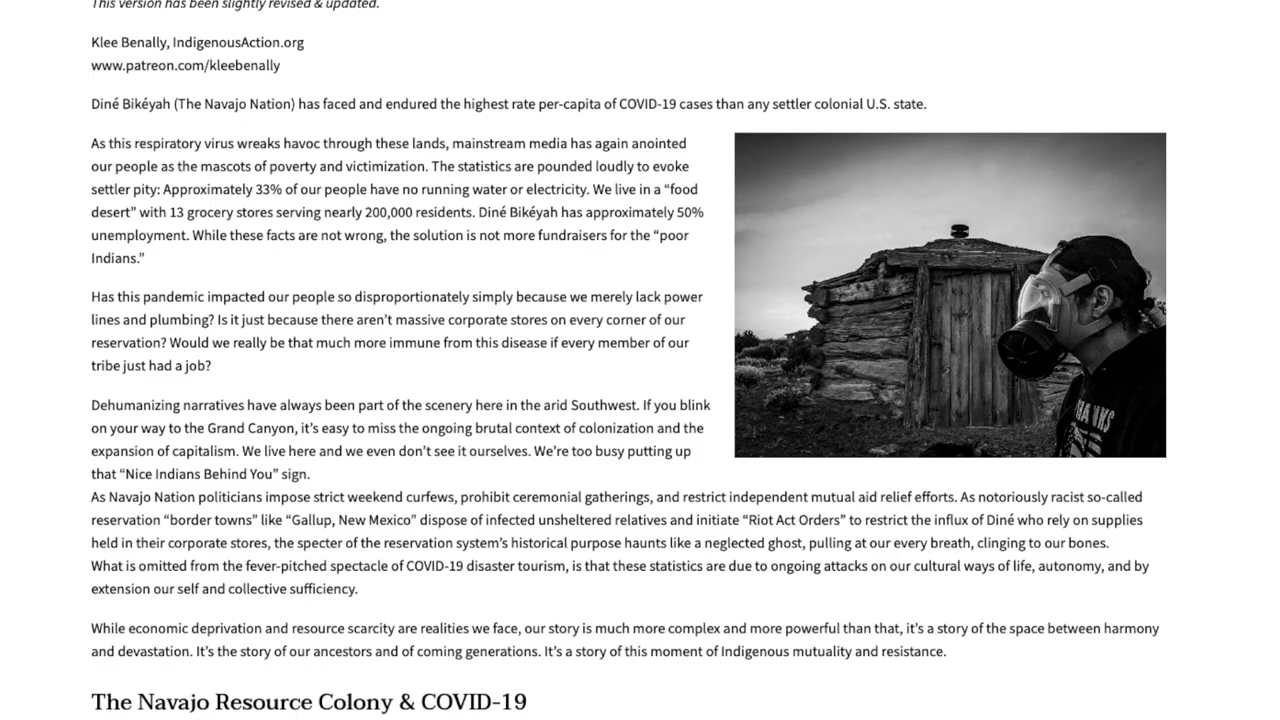 This version has been slightly revised & updated.
Klee Benally, IndigenousAction.org
www.patreon.com/kleebenally
Diné Bikéyah (The Navajo Nation) has faced and endured the highest rate per-capita of COVID-19 cases than any settler colonial U.S. state.
As this respiratory virus wreaks havoc through these lands, mainstream media has again anointed
our people as the mascots of poverty and victimization. The statistics are pounded loudly to evoke
settler pity: Approximately 33% of our people have no running water or electricity. We live in a “food
desert” with 13 grocery stores serving nearly 200,000 residents. Diné Bikéyah has approximately 50%
unemployment. While these facts are not wrong, the solution is not more fundraisers for the “poor
Indians.”
Has this pandemic impacted our people so disproportionately simply because we merely lack power
lines and plumbing? Is it just because there aren’t massive corporate stores on every corner of our
reservation? Would we really be that much more immune from this disease if every member of our
tribe just had a job?
Dehumanizing narratives have always been part of the scenery here in the arid Southwest. If you blink
on your way to the Grand Canyon, it’s easy to miss the ongoing brutal context of colonization and the
expansion of capitalism. We live here and we even don’t see it ourselves. We’re too busy putting up
that “Nice Indians Behind You” sign.
As Navajo Nation politicians impose strict weekend curfews, prohibit ceremonial gatherings, and restrict independent mutual aid relief efforts. As notoriously racist so-called
reservation “border towns” like “Gallup, New Mexico” dispose of infected unsheltered relatives and initiate “Riot Act Orders” to restrict the influx of Diné who rely on supplies
held in their corporate stores, the specter of the reservation system’s historical purpose haunts like a neglected ghost, pulling at our every breath, clinging to our bones.
What is omitted from the fever-pitched spectacle of COVID-19 disaster tourism, is that these statistics are due to ongoing attacks on our cultural ways of life, autonomy, and by
extension our self and collective sufficiency.
While economic deprivation and resource scarcity are realities we face, our story is much more complex and more powerful than that, it’s a story of the space between harmony
and devastation. It’s the story of our ancestors and of coming generations. It’s a story of this moment of Indigenous mutuality and resistance.
The Navajo Resource Colony & COVID-19